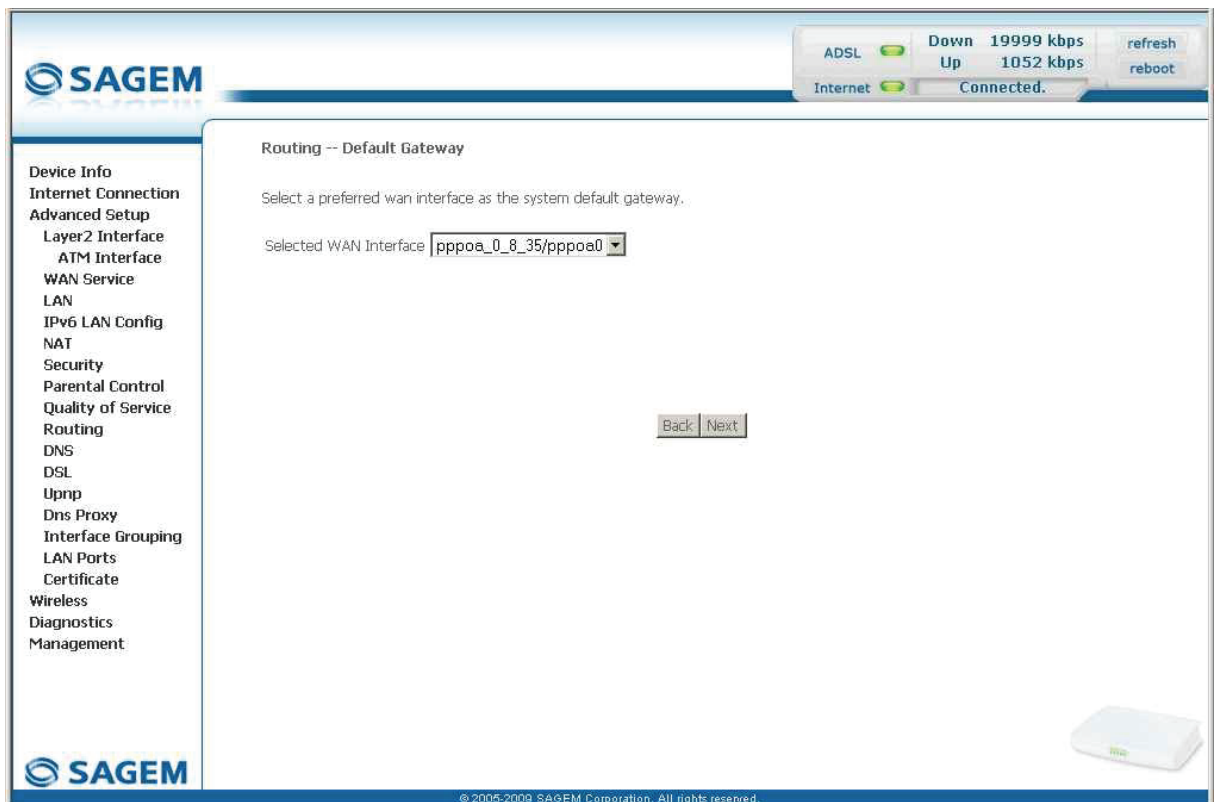 SAGEM
ADSL Down 19999 kbps
Up 1052 kbps
Internet Connected.
refresh
reboot
Device Info
Internet Connection
Advanced Setup
Layer2 Interface
ATM Interface
WAN Service
LAN
IPv6 LAN Config
NAT
Security
Parental Control
Quality of Service
Routing
DNS
DSL
Upnp
Dns Proxy
Interface Grouping
LAN Ports
Certificate
Wireless
Diagnostics
Management
Routing -- Default Gateway
Select a preferred wan interface as the system default gateway.
Selected WAN Interface pppoa_0_8_35/pppoa0
Back Next
SAGEM
© 2005-2009 SAGEM Corporation. All rights reserved.